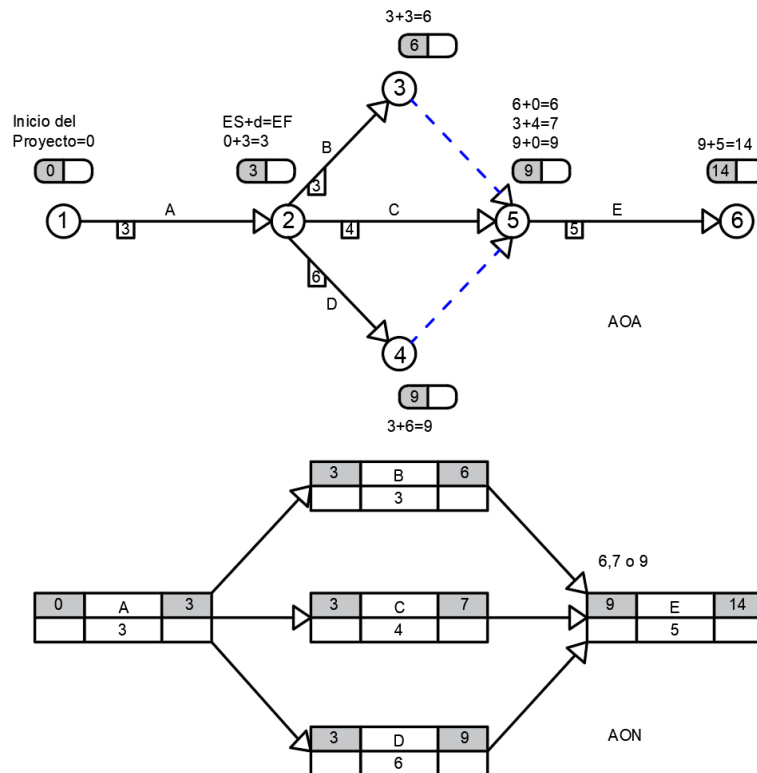 3+3=6
6
Inicio del
Proyecto=0
0
ES+d=EF
0+3=3
3
6+0=6
3+4=7
9+0=9
9
9+5=14
14
3
B
3
1
A
3
2
C
4
5
E
5
6
6
D
4
AOA
9
3+6=9
3 B 6
3
6,7 o 9
0 A 3
3
3 C 7
4
9 E 14
5
3 D 9
6
AON